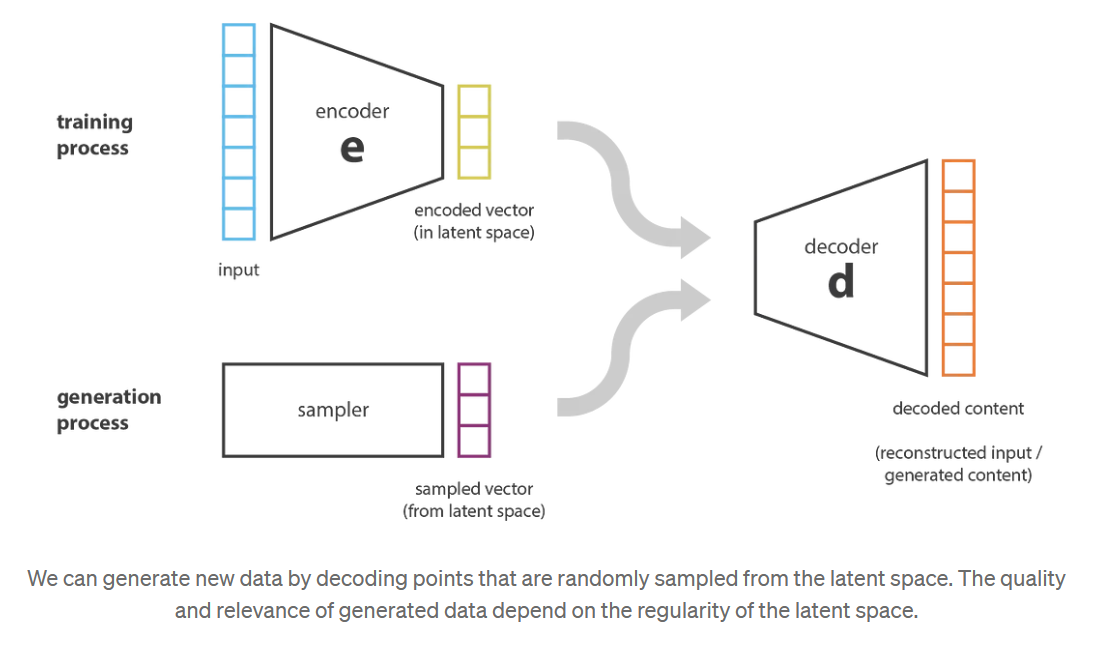 training
process
encoder
e
encoded vector
(in latent space)
input
decoder
d
generation
process
sampler
sampled vector
(from latent space)
decoded content
(reconstructed input /
generated content)
We can generate new data by decoding points that are randomly sampled from the latent space. The quality
and relevance of generated data depend on the regularity of the latent space.